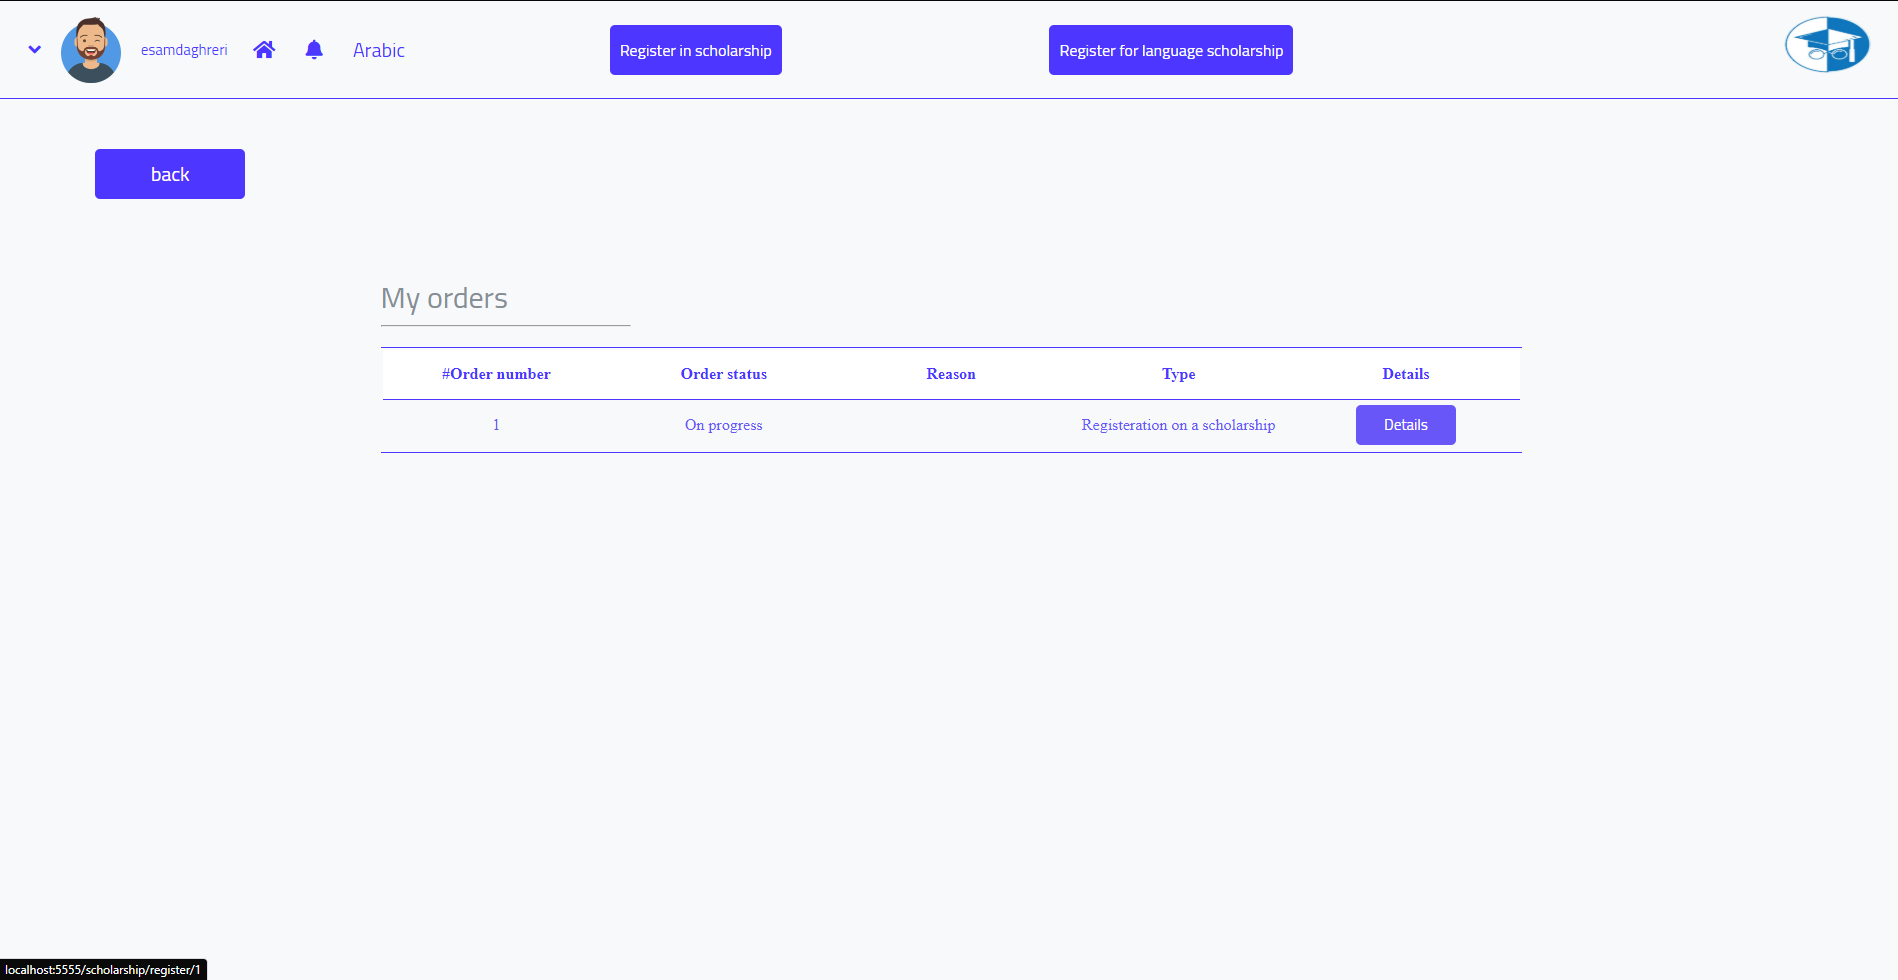 esamdaghreri Arabic Register in scholarship Register for language scholarship
back
My orders
#Order number Order status Reason Type Details
1 On progress Registeration on a scholarship Details
localhost:5555/scholarship/register/1